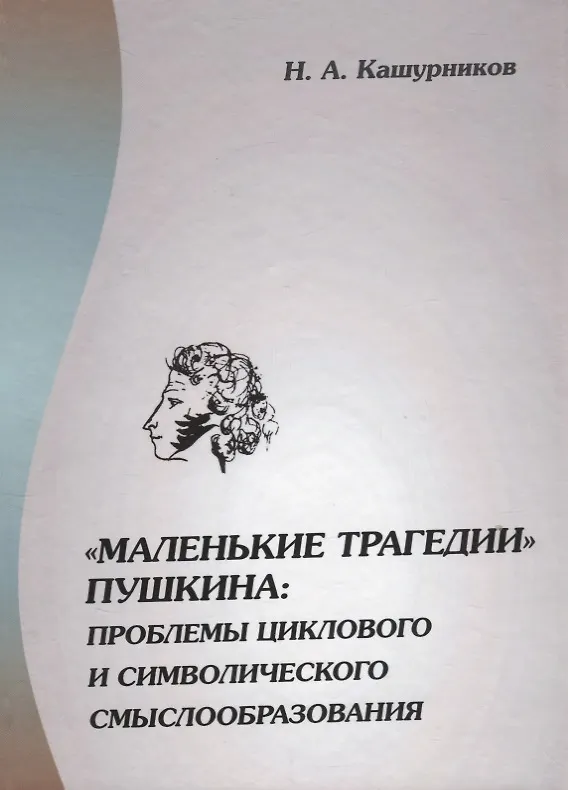 Н. А. Кашурников
«МАЛЕНЬКИЕ ТРАГЕДИИ»
ПУШКИНА:
ПРОБЛЕМЫ ЦИКЛОВОГО
И СИМВОЛИЧЕСКОГО
СМЫСЛООБРАЗОВАНИЯ